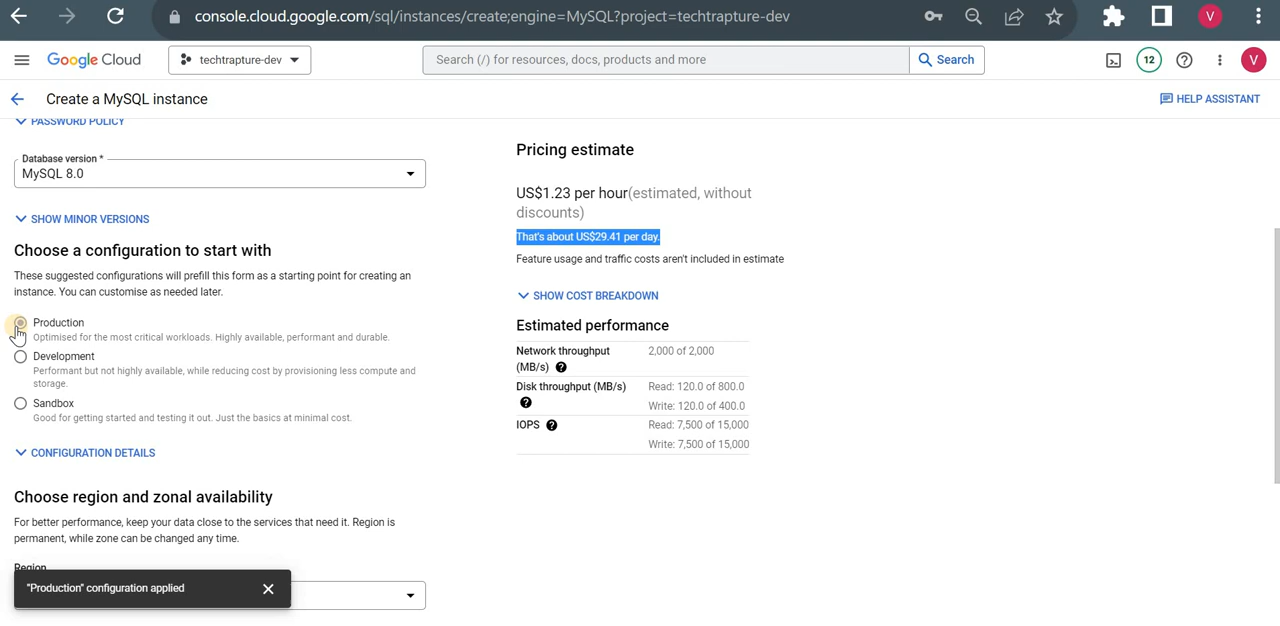 console.cloud.google.com/sql/instances/create;engine=MySQL?project=techtrapture-dev
V
Google Cloud
techtrapture-dev
Search (/) for resources, docs, products and more
Search
12
V
Create a MySQL instance
HELP ASSISTANT
PASSWORD POLICY
Database version *
MySQL 8.0
SHOW MINOR VERSIONS
Choose a configuration to start with
These suggested configurations will prefill this form as a starting point for creating an
instance. You can customise as needed later.
Production
Optimised for the most critical workloads. Highly available, performant and durable.
Development
Performant but not highly available, while reducing cost by provisioning less compute and
storage.
Sandbox
Good for getting started and testing it out. Just the basics at minimal cost.
CONFIGURATION DETAILS
Choose region and zonal availability
For better performance, keep your data close to the services that need it. Region is
permanent, while zone can be changed any time.
Region
"Production" configuration applied
Pricing estimate
US$1.23 per hour(estimated, without
discounts)
That's about US$29.41 per day.
Feature usage and traffic costs aren't included in estimate
SHOW COST BREAKDOWN
Estimated performance
Network throughput 2,000 of 2,000
(MB/s)
Disk throughput (MB/s) Read: 120.0 of 800.0
Write: 120.0 of 400.0
IOPS Read: 7,500 of 15,000
Write: 7,500 of 15,000